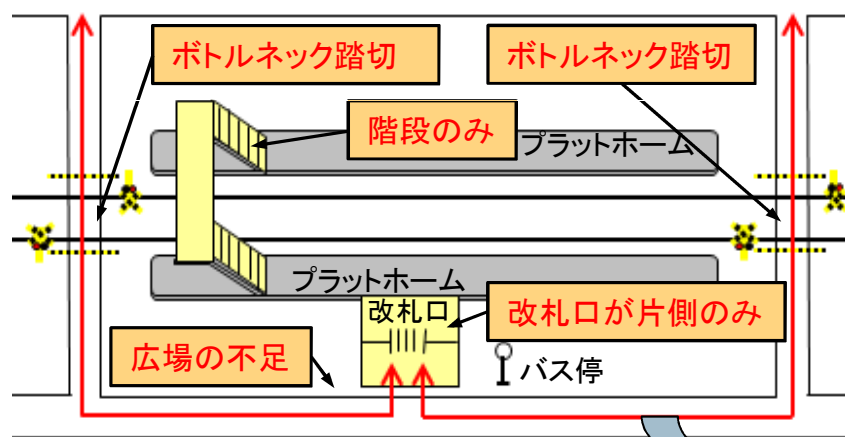 ボトルネック踏切
ボトルネック踏切
階段のみ
プラットホーム
プラットホーム
改札口
改札口が片側のみ
広場の不足
バス停